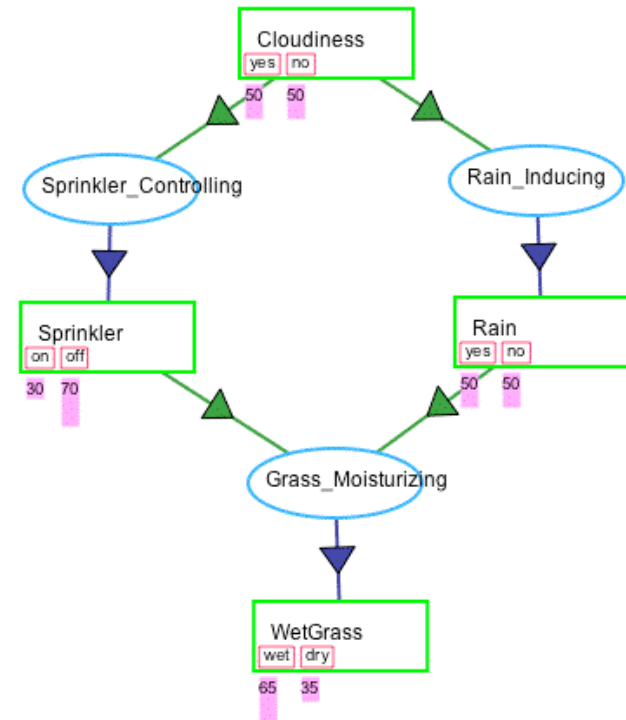 Cloudiness
yes no
50 50
Sprinkler_Controlling
Rain_Inducing
Sprinkler
on off
30 70
Rain
yes no
50 50
Grass_Moisturizing
WetGrass
wet dry
65 35